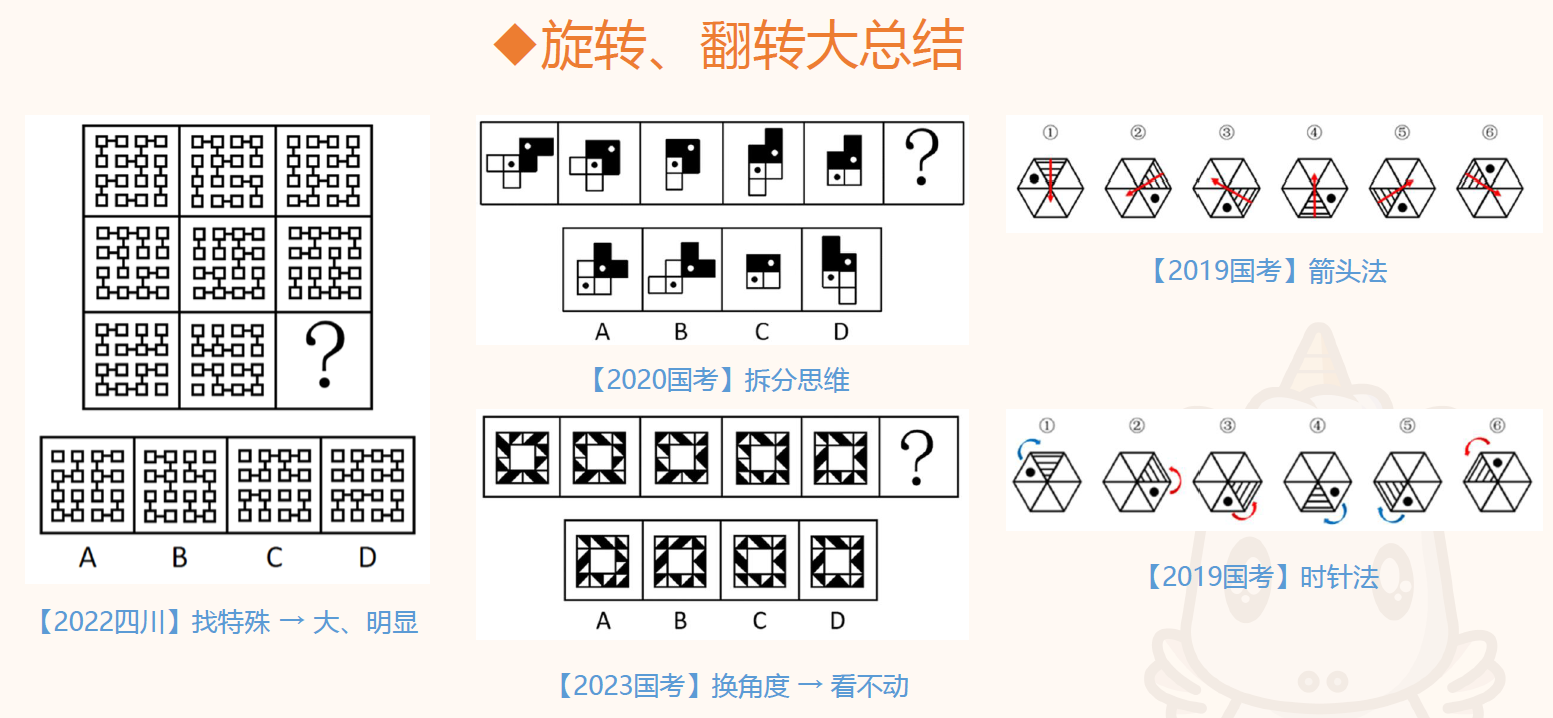 ◆旋转、翻转大总结
?
A B C D
【2022四川】找特殊 → 大、明显
?
A B C D
【2020国考】拆分思维
?
A B C D
【2023国考】换角度 → 看不动
① ② ③ ④ ⑤ ⑥
【2019国考】箭头法
① ② ③ ④ ⑤ ⑥
【2019国考】时针法